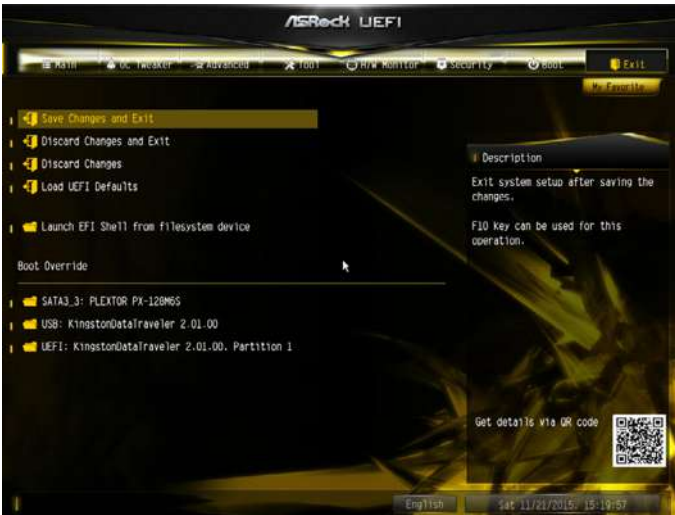 ASRock UEFI
Main OC Tweaker Advanced Tool H/W Monitor Security Boot Exit
My Favorite
Save Changes and Exit
Discard Changes and Exit
Discard Changes
Load UEFI Defaults
Launch EFI Shell from filesystem device
Boot Override
SATA3_3: PLEXTOR PX-128M6S
USB: KingstonDataTraveler 2.01.00
UEFI: KingstonDataTraveler 2.01.00, Partition 1
Description
Exit system setup after saving the
changes.
F10 Key can be used for this
operation.
Get details via QR code
English
Sat 11/21/2015, 15:19:57